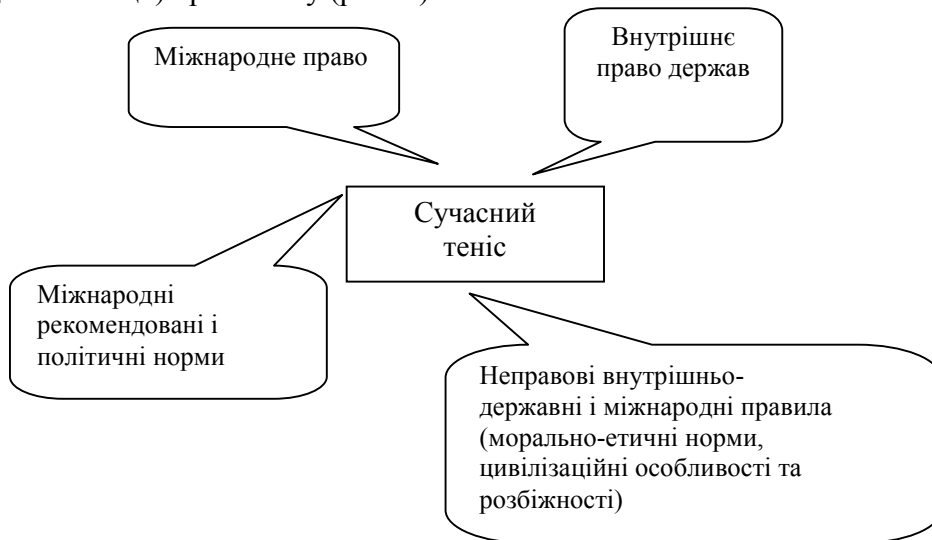 Міжнародне право
Внутрішнє
право держав
Сучасний
теніс
Міжнародні
рекомендовані і
політичні норми
Неправові внутрішньо-
державні і міжнародні правила
(морально-етичні норми,
цивілізаційні особливості та
розбіжності)